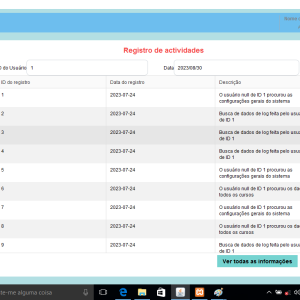 Registro de actividades
ID do Usuário 1 Data 2023/08/30
ID do registro Data do registro Descrição
1 2023-07-24 O usuário null de ID 1 procurou as
configurações gerais do sistema
2 2023-07-24 Busca de dados de log feita pelo usu
de ID 1
3 2023-07-24 Busca de dados de log feita pelo usu
de ID 1
4 2023-07-24 Busca de dados de log feita pelo usu
de ID 1
5 2023-07-24 O usuário null de ID 1 procurou as
configurações gerais do sistema
6 2023-07-24 O usuário null de ID 1 procurou os da
todos os cursos
7 2023-07-24 O usuário null de ID 1 procurou as
configurações gerais do sistema
8 2023-07-24 O usuário null de ID 1 procurou os da
todos os cursos
9 2023-07-24 Busca de dados de log feita pelo usu
de ID 1
Ver todas as informações
te-me alguma coisa